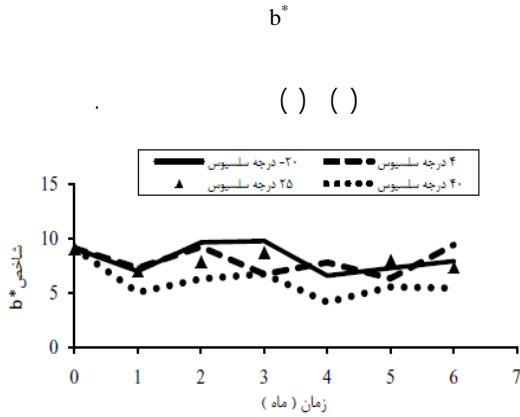 b*
( ) ( ) .
-۲۰ درجه سلسیوس ۴ درجه سلسیوس
۲۵ درجه سلسیوس ۴۰ درجه سلسیوس
شاخص b*
15
10
5
0
0 1 2 3 4 5 6 7
زمان ( ماه )